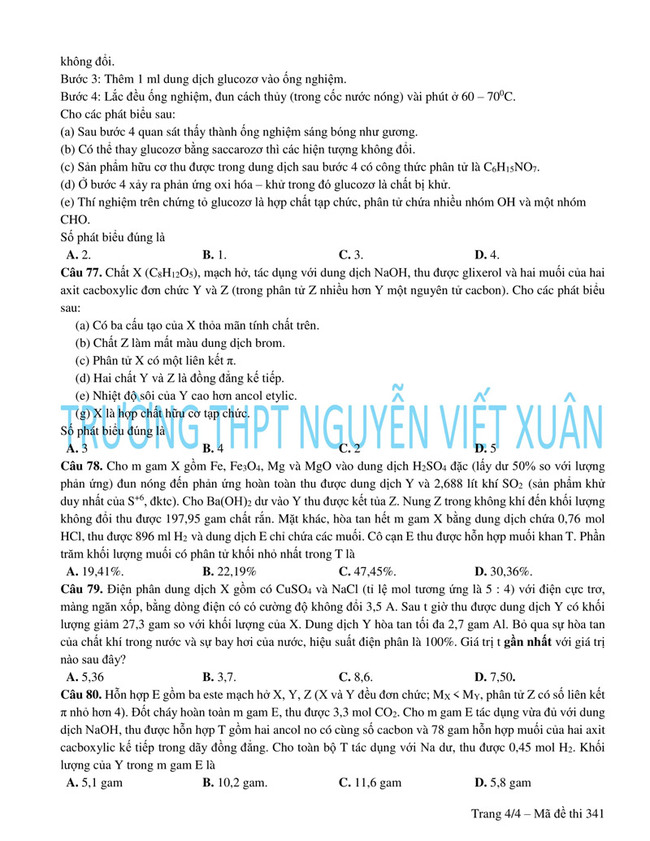 không đổi.
Bước 3: Thêm 1 ml dung dịch glucozơ vào ống nghiệm.
Bước 4: Lắc đều ống nghiệm, đun cách thủy (trong cốc nước nóng) vài phút ở 60 – 70⁰C.
Cho các phát biểu sau:
(a) Sau bước 4 quan sát thấy thành ống nghiệm sáng bóng như gương.
(b) Có thể thay glucozơ bằng saccarozơ thì các hiện tượng không đổi.
(c) Sản phẩm hữu cơ thu được trong dung dịch sau bước 4 có công thức phân tử là C₆H₁₅NO₇.
(d) Ở bước 4 xảy ra phản ứng oxi hóa – khử trong đó glucozơ là chất bị khử.
(e) Thí nghiệm trên chứng tỏ glucozơ là hợp chất tạp chức, phân tử chứa nhiều nhóm OH và một nhóm
CHO.
Số phát biểu đúng là
A. 2. B. 1. C. 3. D. 4.
Câu 77. Chất X (C₈H₁₂O₅), mạch hở, tác dụng với dung dịch NaOH, thu được glixerol và hai muối của hai
axit cacboxylic đơn chức Y và Z (trong phân tử Z nhiều hơn Y một nguyên tử cacbon). Cho các phát biểu
sau:
(a) Có ba cấu tạo của X thỏa mãn tính chất trên.
(b) Chất Z làm mất màu dung dịch brom.
(c) Phân tử X có một liên kết π.
(d) Hai chất Y và Z là đồng đẳng kế tiếp.
(e) Nhiệt độ sôi của Y cao hơn ancol etylic.
(g) X là hợp chất hữu cơ tạp chức.
TRƯỜNG THPT NGUYỄN VIẾT XUÂN
Số phát biểu đúng là
A. 3 B. 4 C. 2 D. 5
Câu 78. Cho m gam X gồm Fe, Fe₃O₄, Mg và MgO vào dung dịch H₂SO₄ đặc (lấy dư 50% so với lượng
phản ứng) đun nóng đến phản ứng hoàn toàn thu được dung dịch Y và 2,688 lít khí SO₂ (sản phẩm khử
duy nhất của S⁺⁶, đktc). Cho Ba(OH)₂ dư vào Y thu được kết tủa Z. Nung Z trong không khí đến khối lượng
không đổi thu được 197,95 gam chất rắn. Mặt khác, hòa tan hết m gam X bằng dung dịch chứa 0,76 mol
HCl, thu được 896 ml H₂ và dung dịch E chỉ chứa các muối. Cô cạn E thu được hỗn hợp muối khan T. Phần
trăm khối lượng muối có phân tử khối nhỏ nhất trong T là
A. 19,41%. B. 22,19% C. 47,45%. D. 30,36%.
Câu 79. Điện phân dung dịch X gồm có CuSO₄ và NaCl (tỉ lệ mol tương ứng là 5 : 4) với điện cực trơ,
màng ngăn xốp, bằng dòng điện có có cường độ không đổi 3,5 A. Sau t giờ thu được dung dịch Y có khối
lượng giảm 27,3 gam so với khối lượng của X. Dung dịch Y hòa tan tối đa 2,7 gam Al. Bỏ qua sự hòa tan
của chất khí trong nước và sự bay hơi của nước, hiệu suất điện phân là 100%. Giá trị t gần nhất với giá trị
nào sau đây?
A. 5,36 B. 3,7. C. 8,6. D. 7,50.
Câu 80. Hỗn hợp E gồm ba este mạch hở X, Y, Z (X và Y đều đơn chức; Mₓ < Mʏ, phân tử Z có số liên kết
π nhỏ hơn 4). Đốt cháy hoàn toàn m gam E, thu được 3,3 mol CO₂. Cho m gam E tác dụng vừa đủ với dung
dịch NaOH, thu được hỗn hợp T gồm hai ancol no có cùng số cacbon và 78 gam hỗn hợp muối của hai axit
cacboxylic kế tiếp trong dãy đồng đẳng. Cho toàn bộ T tác dụng với Na dư, thu được 0,45 mol H₂. Khối
lượng của Y trong m gam E là
A. 5,1 gam B. 10,2 gam. C. 11,6 gam D. 5,8 gam
Trang 4/4 – Mã đề thi 341